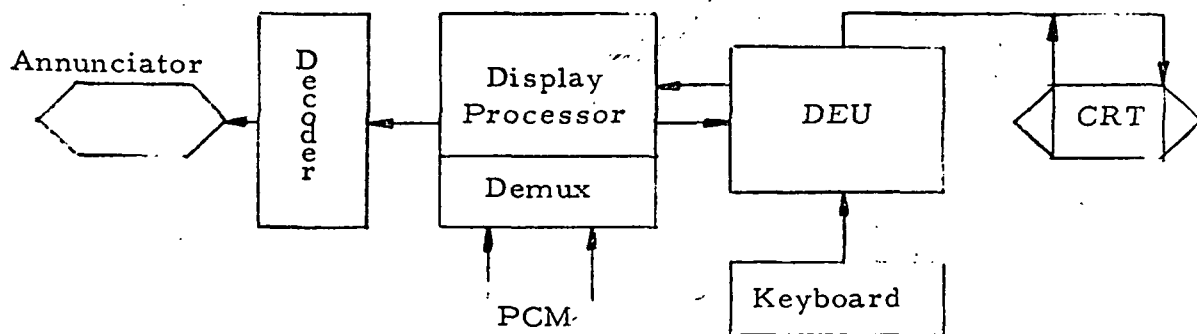 Annunciator
Decoder
Display
Processor
Demux
PCM
DEU
Keyboard
CRT